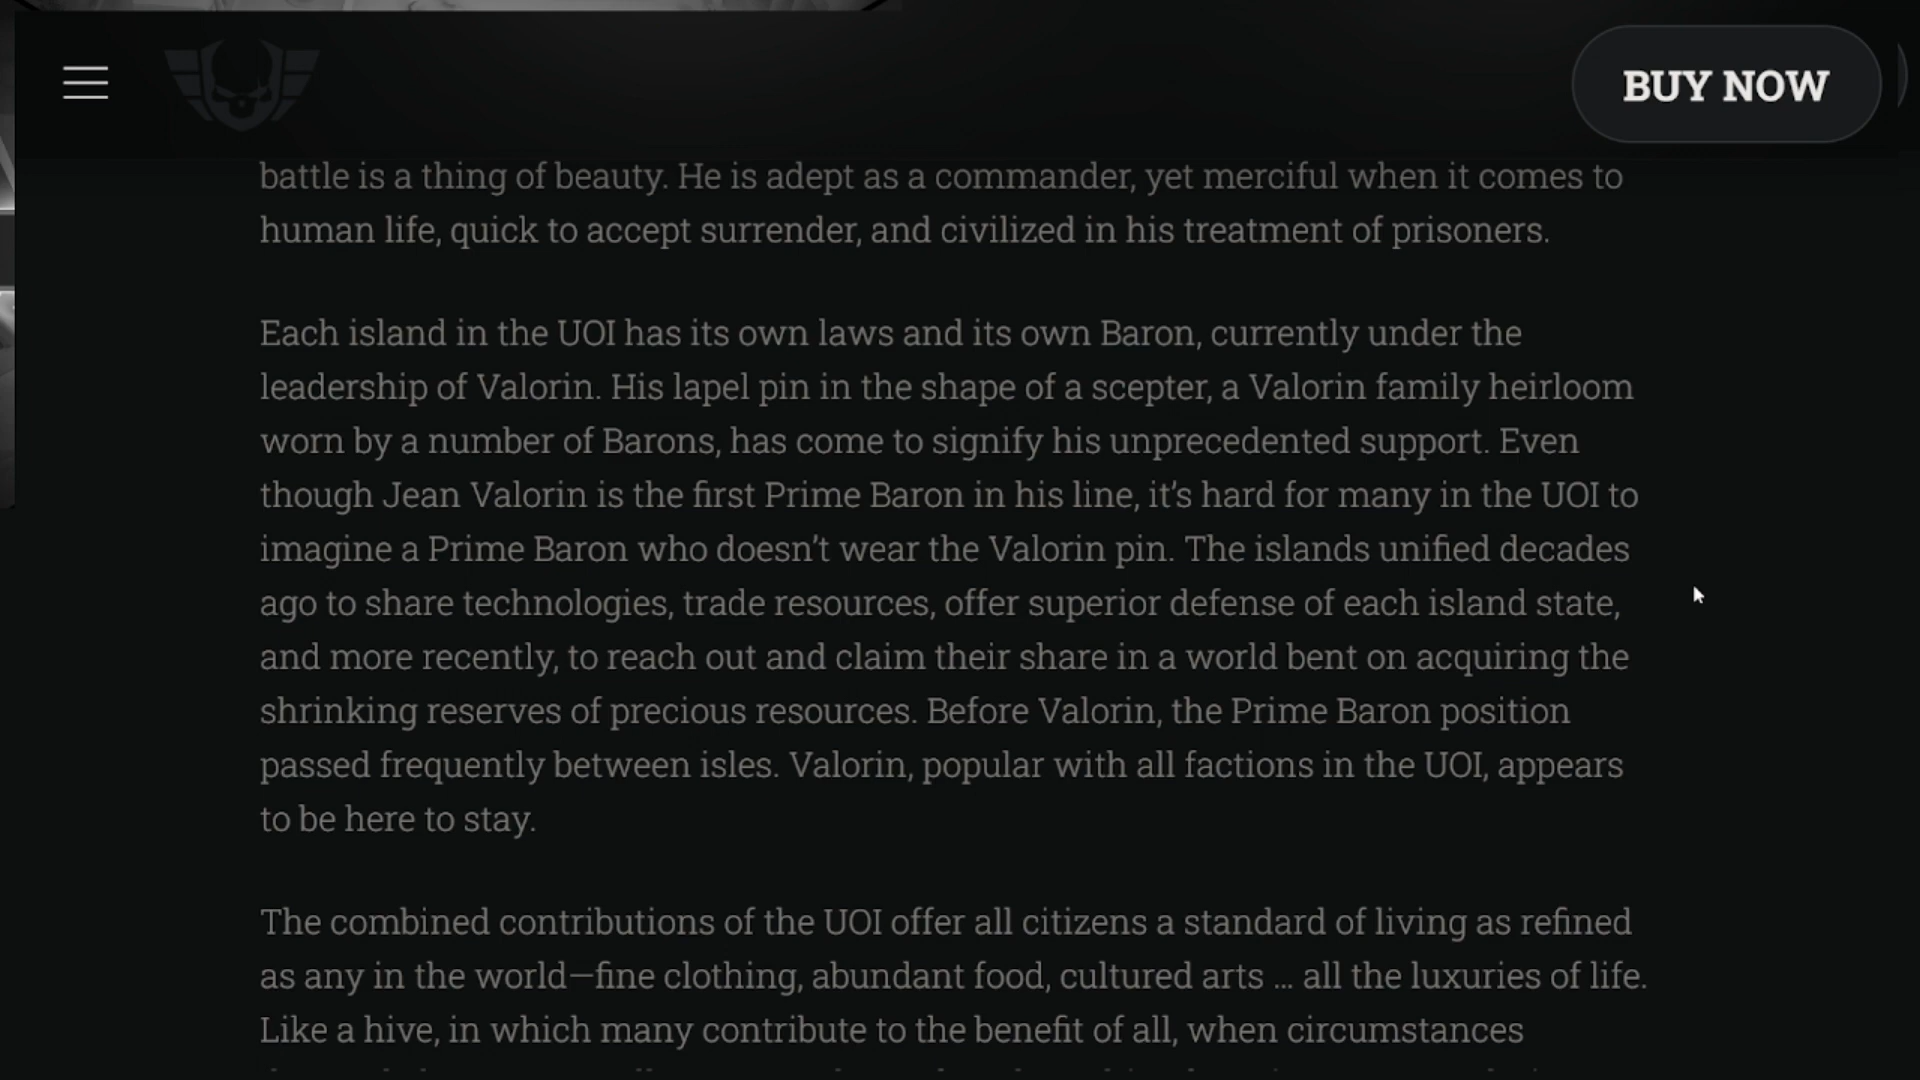 BUY NOW
battle is a thing of beauty. He is adept as a commander, yet merciful when it comes to
human life, quick to accept surrender, and civilized in his treatment of prisoners.
Each island in the UOI has its own laws and its own Baron, currently under the
leadership of Valorin. His lapel pin in the shape of a scepter, a Valorin family heirloom
worn by a number of Barons, has come to signify his unprecedented support. Even
though Jean Valorin is the first Prime Baron in his line, it’s hard for many in the UOI to
imagine a Prime Baron who doesn’t wear the Valorin pin. The islands unified decades
ago to share technologies, trade resources, offer superior defense of each island state,
and more recently, to reach out and claim their share in a world bent on acquiring the
shrinking reserves of precious resources. Before Valorin, the Prime Baron position
passed frequently between isles. Valorin, popular with all factions in the UOI, appears
to be here to stay.
The combined contributions of the UOI offer all citizens a standard of living as refined
as any in the world—fine clothing, abundant food, cultured arts ... all the luxuries of life.
Like a hive, in which many contribute to the benefit of all, when circumstances